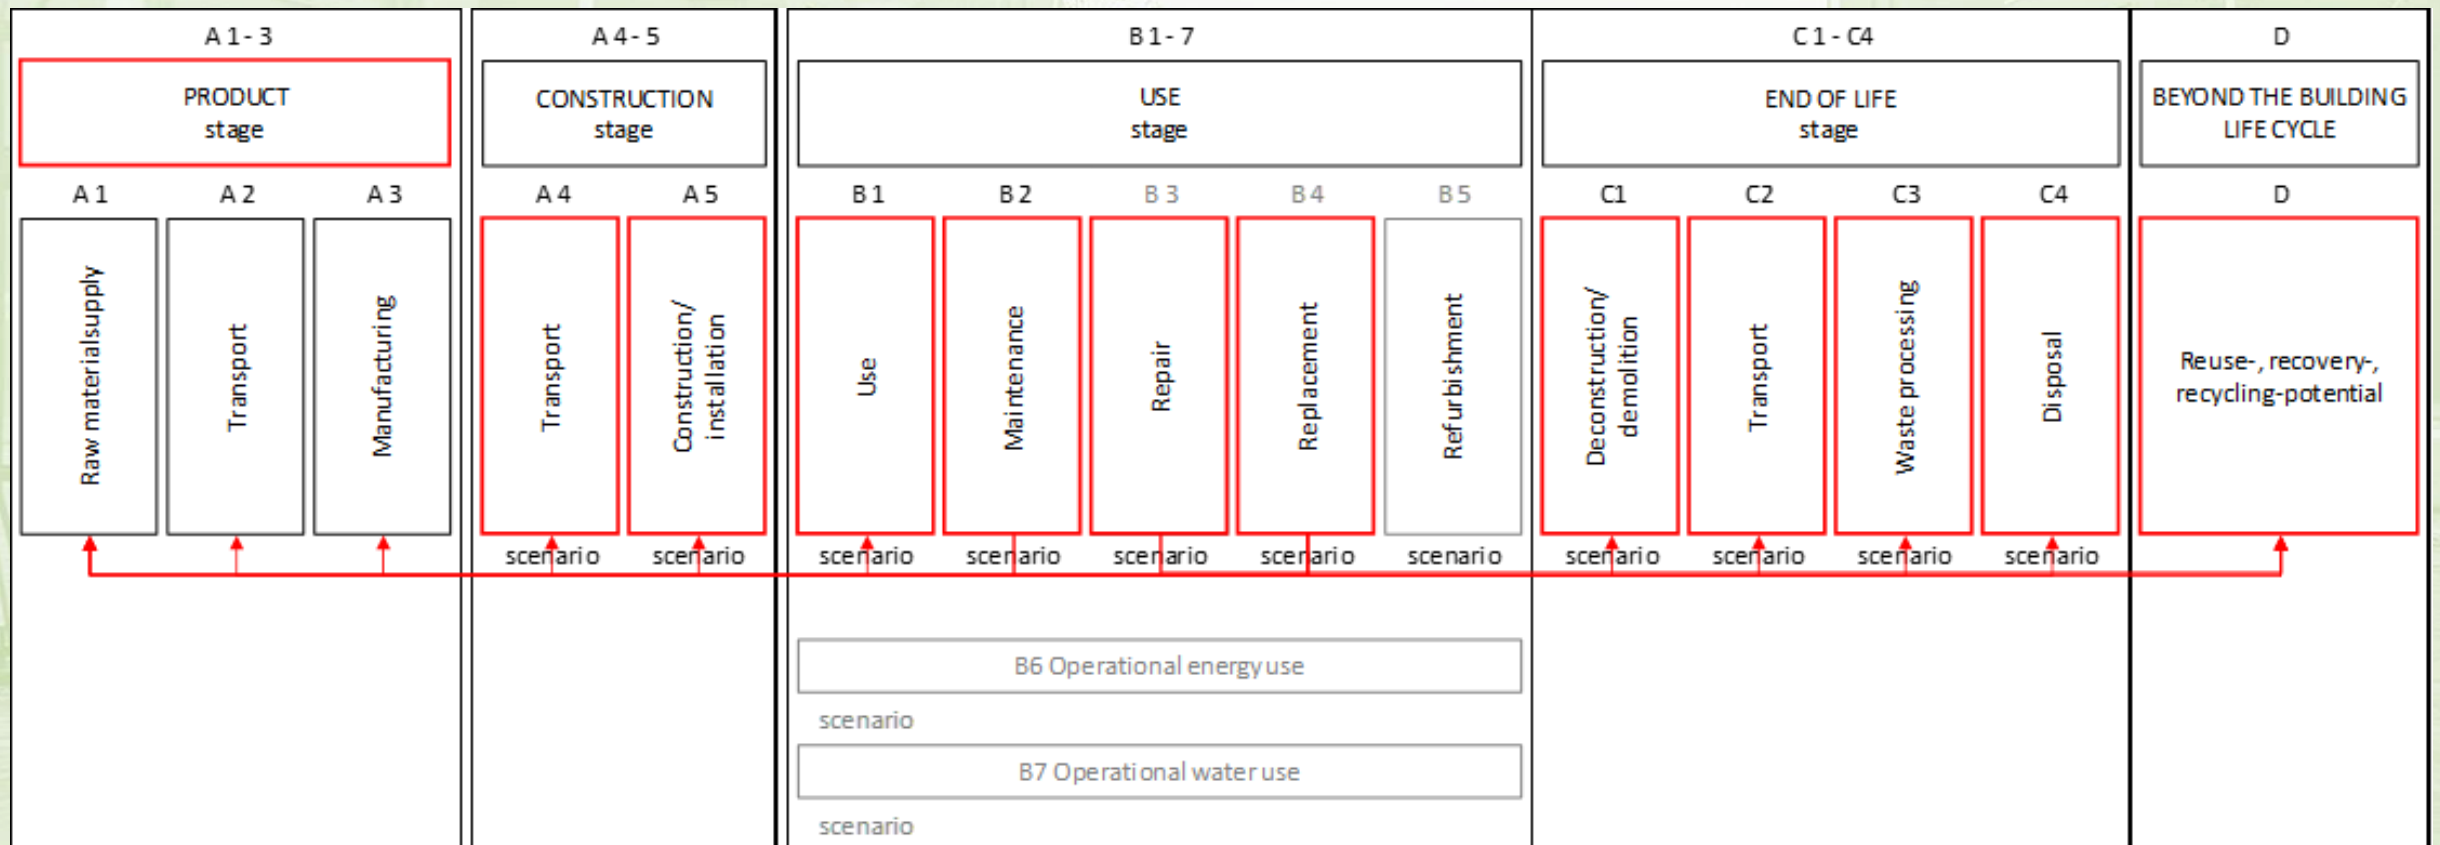 A 1 - 3
A 4 - 5
B 1 - 7
C 1 - C4
D
PRODUCT
stage
CONSTRUCTION
stage
USE
stage
END OF LIFE
stage
BEYOND THE BUILDING
LIFE CYCLE
A 1
A 2
A 3
A 4
A 5
B 1
B 2
B 3
B 4
B 5
C1
C2
C3
C4
D
Raw materialsupply
Transport
Manufacturing
Transport
Construction/
installation
Use
Maintenance
Repair
Replacement
Refurbishment
Deconstruction/
demolition
Transport
Waste processing
Disposal
Reuse-, recovery-,
recycling-potential
scenario
scenario
scenario
scenario
scenario
scenario
scenario
scenario
scenario
scenario
scenario
B6 Operational energy use
scenario
B7 Operational water use
scenario